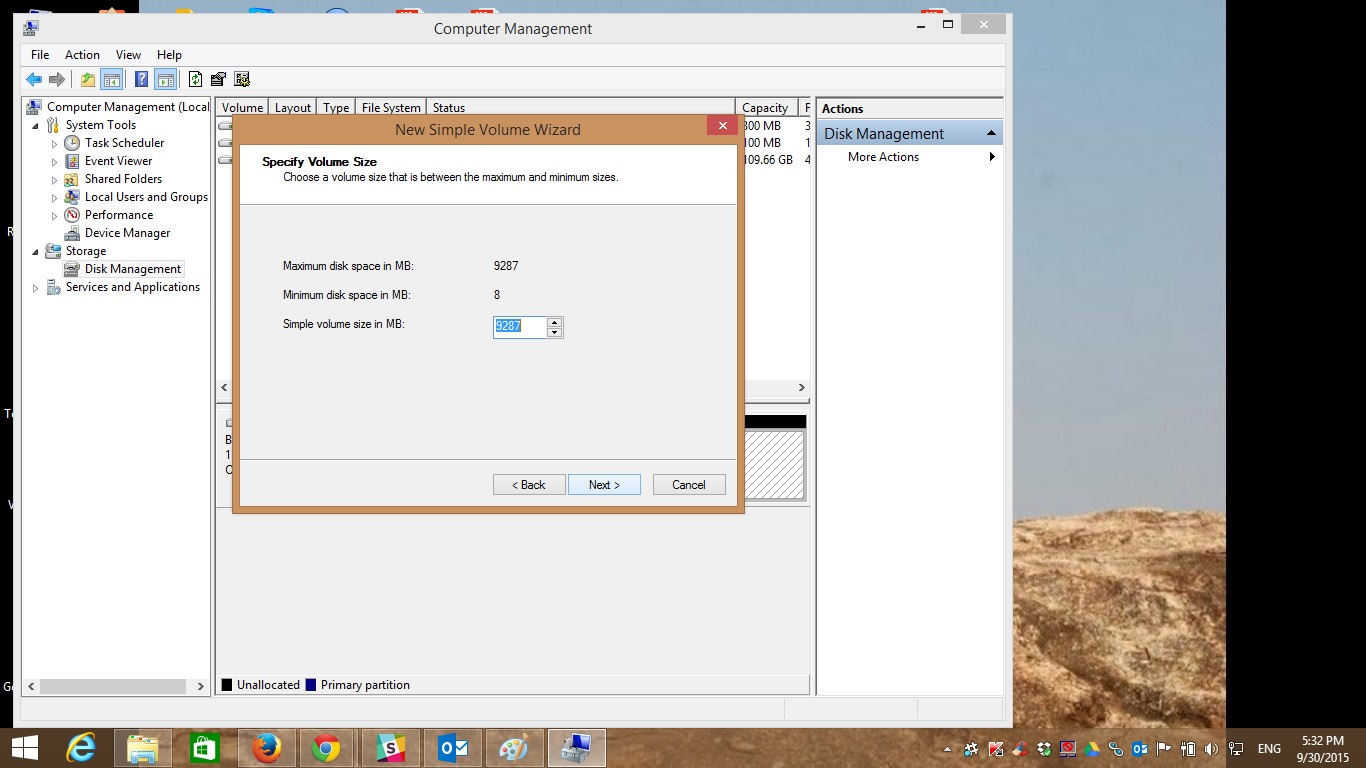 Computer Management
File Action View Help
Computer Management (Local
System Tools
Task Scheduler
Event Viewer
Shared Folders
Local Users and Groups
Performance
Device Manager
Storage
Disk Management
Services and Applications
Volume Layout Type File System Status Capacity F
300 MB 3
100 MB 1
109.66 GB 4
Actions
Disk Management
More Actions
New Simple Volume Wizard
Specify Volume Size
Choose a volume size that is between the maximum and minimum sizes.
Maximum disk space in MB: 9287
Minimum disk space in MB: 8
Simple volume size in MB: 9287
< Back Next > Cancel
B
1
O
Unallocated Primary partition
ENG
5:32 PM
9/30/2015